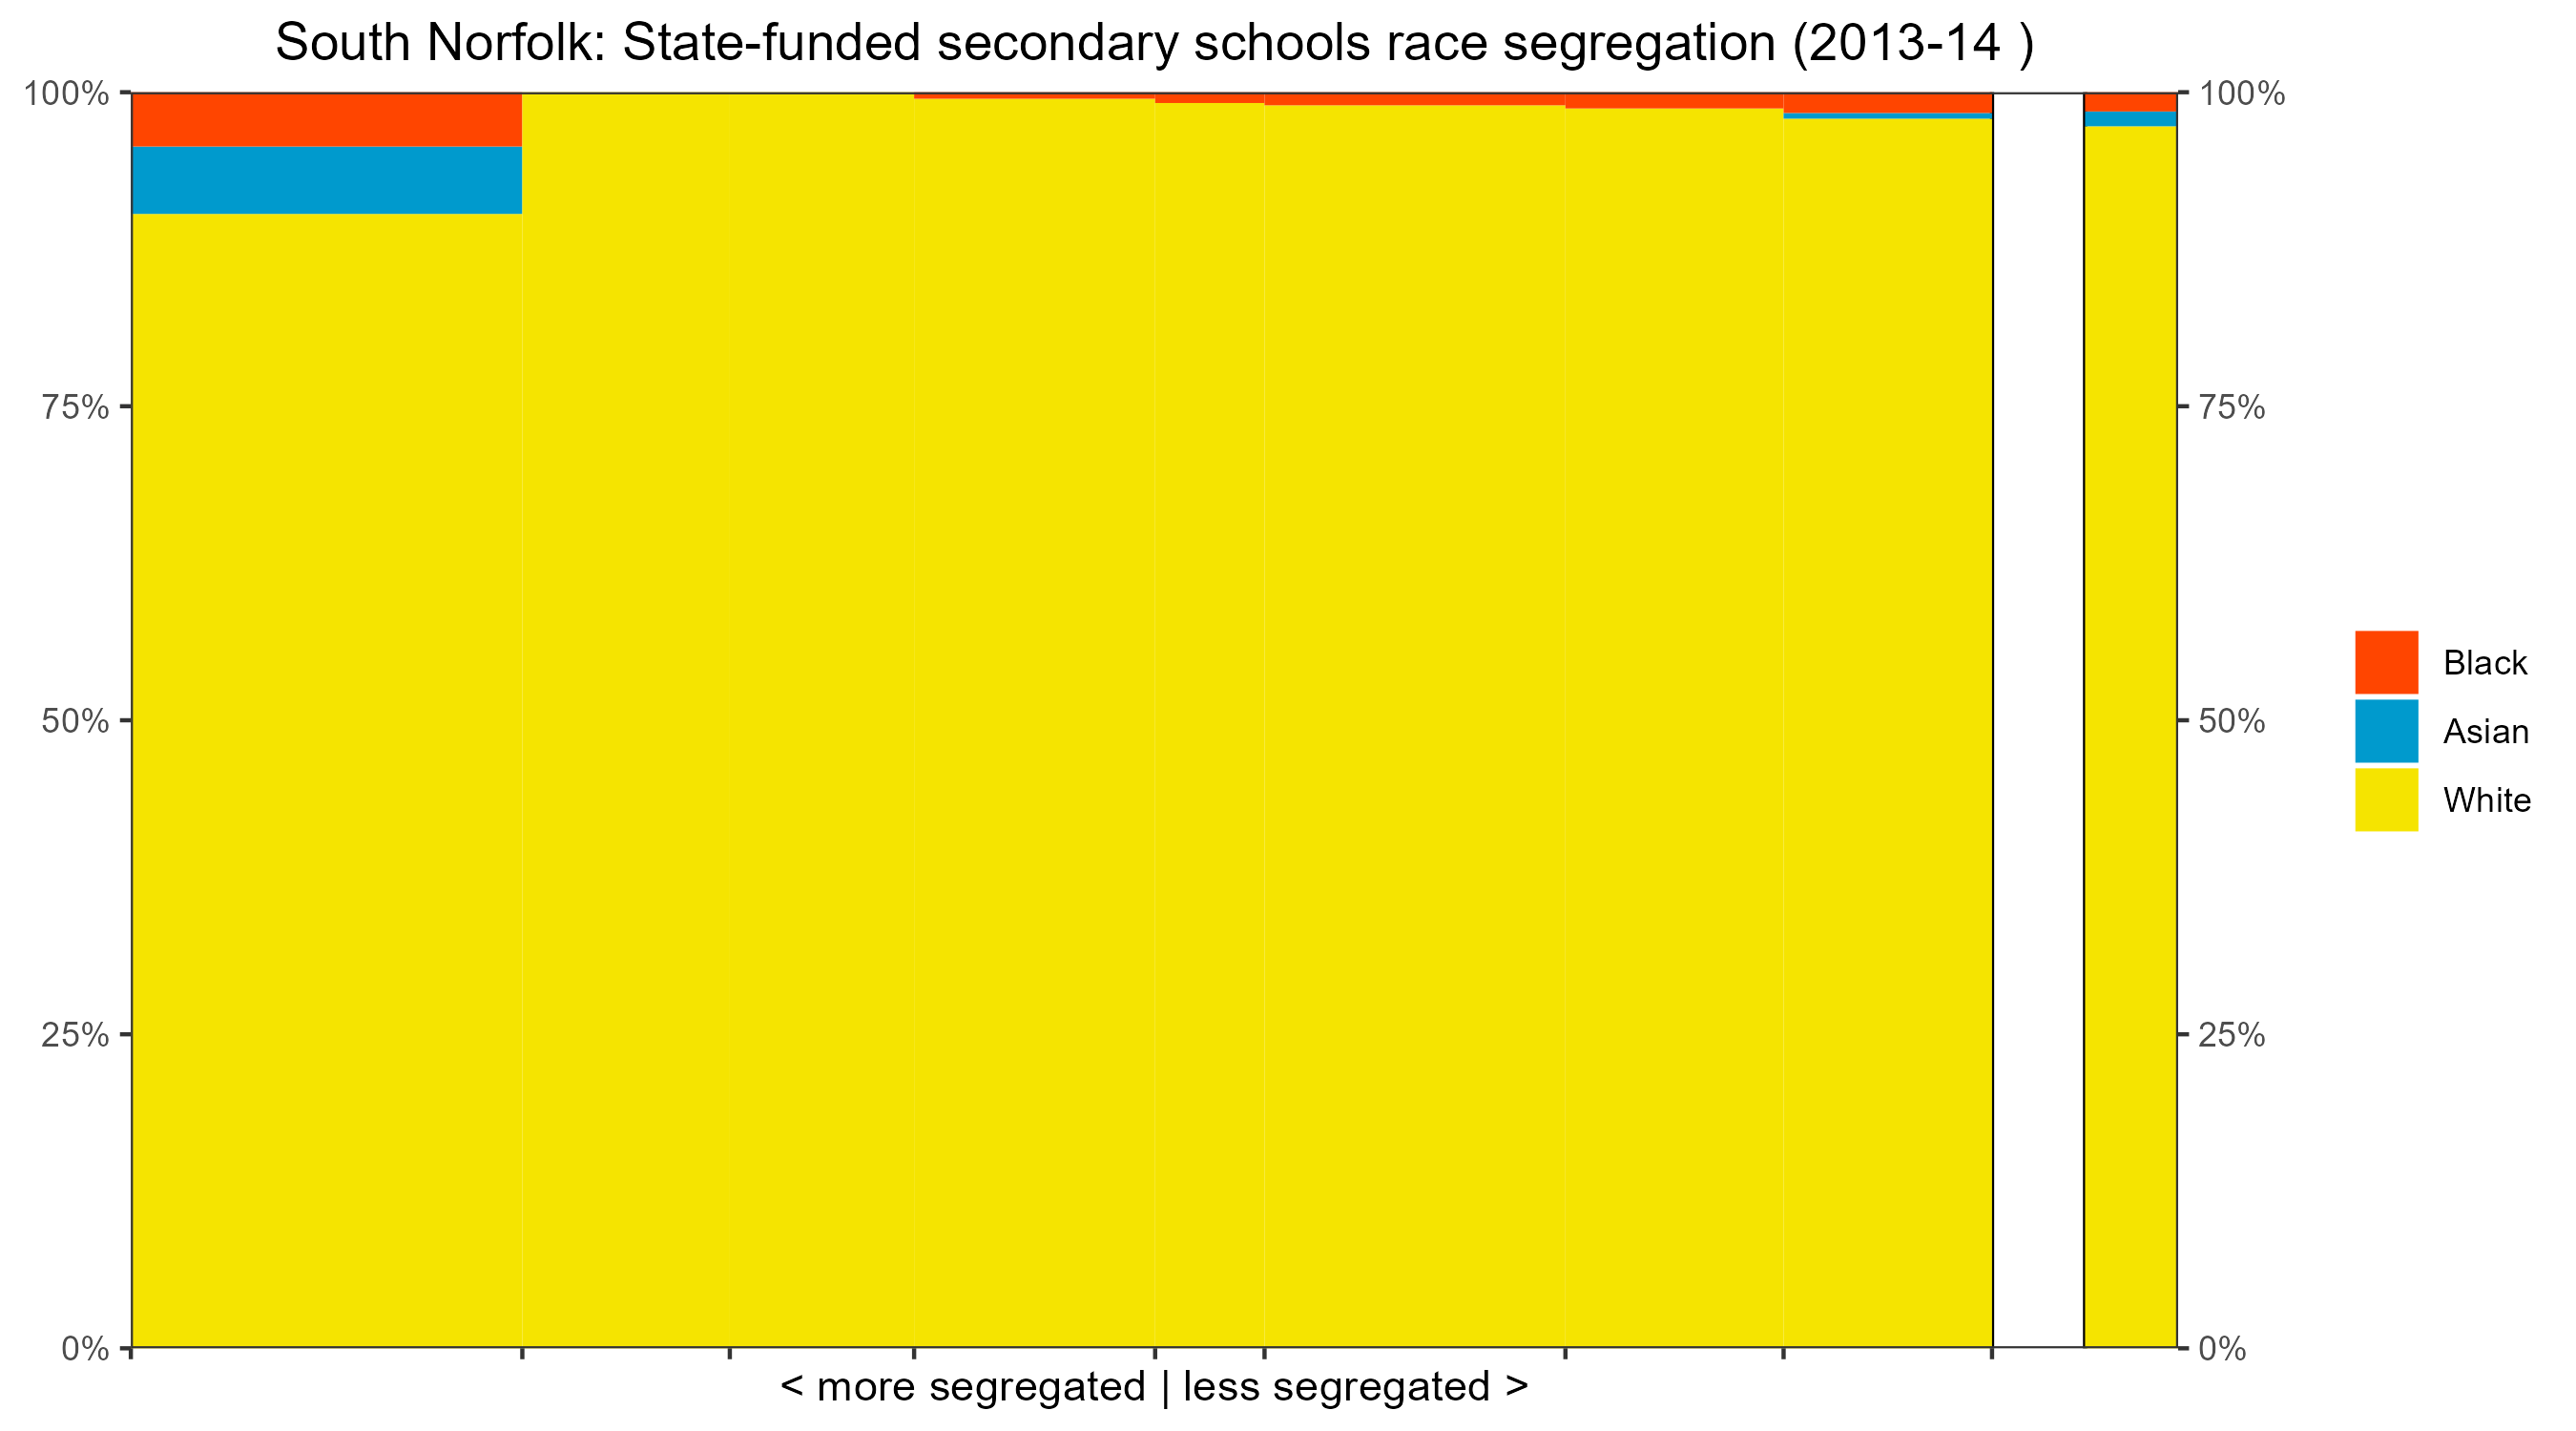 South Norfolk: State-funded secondary schools race segregation (2013-14 )
100%
75%
50%
25%
0%
100%
75%
50%
25%
0%
Black
Asian
White
< more segregated | less segregated >